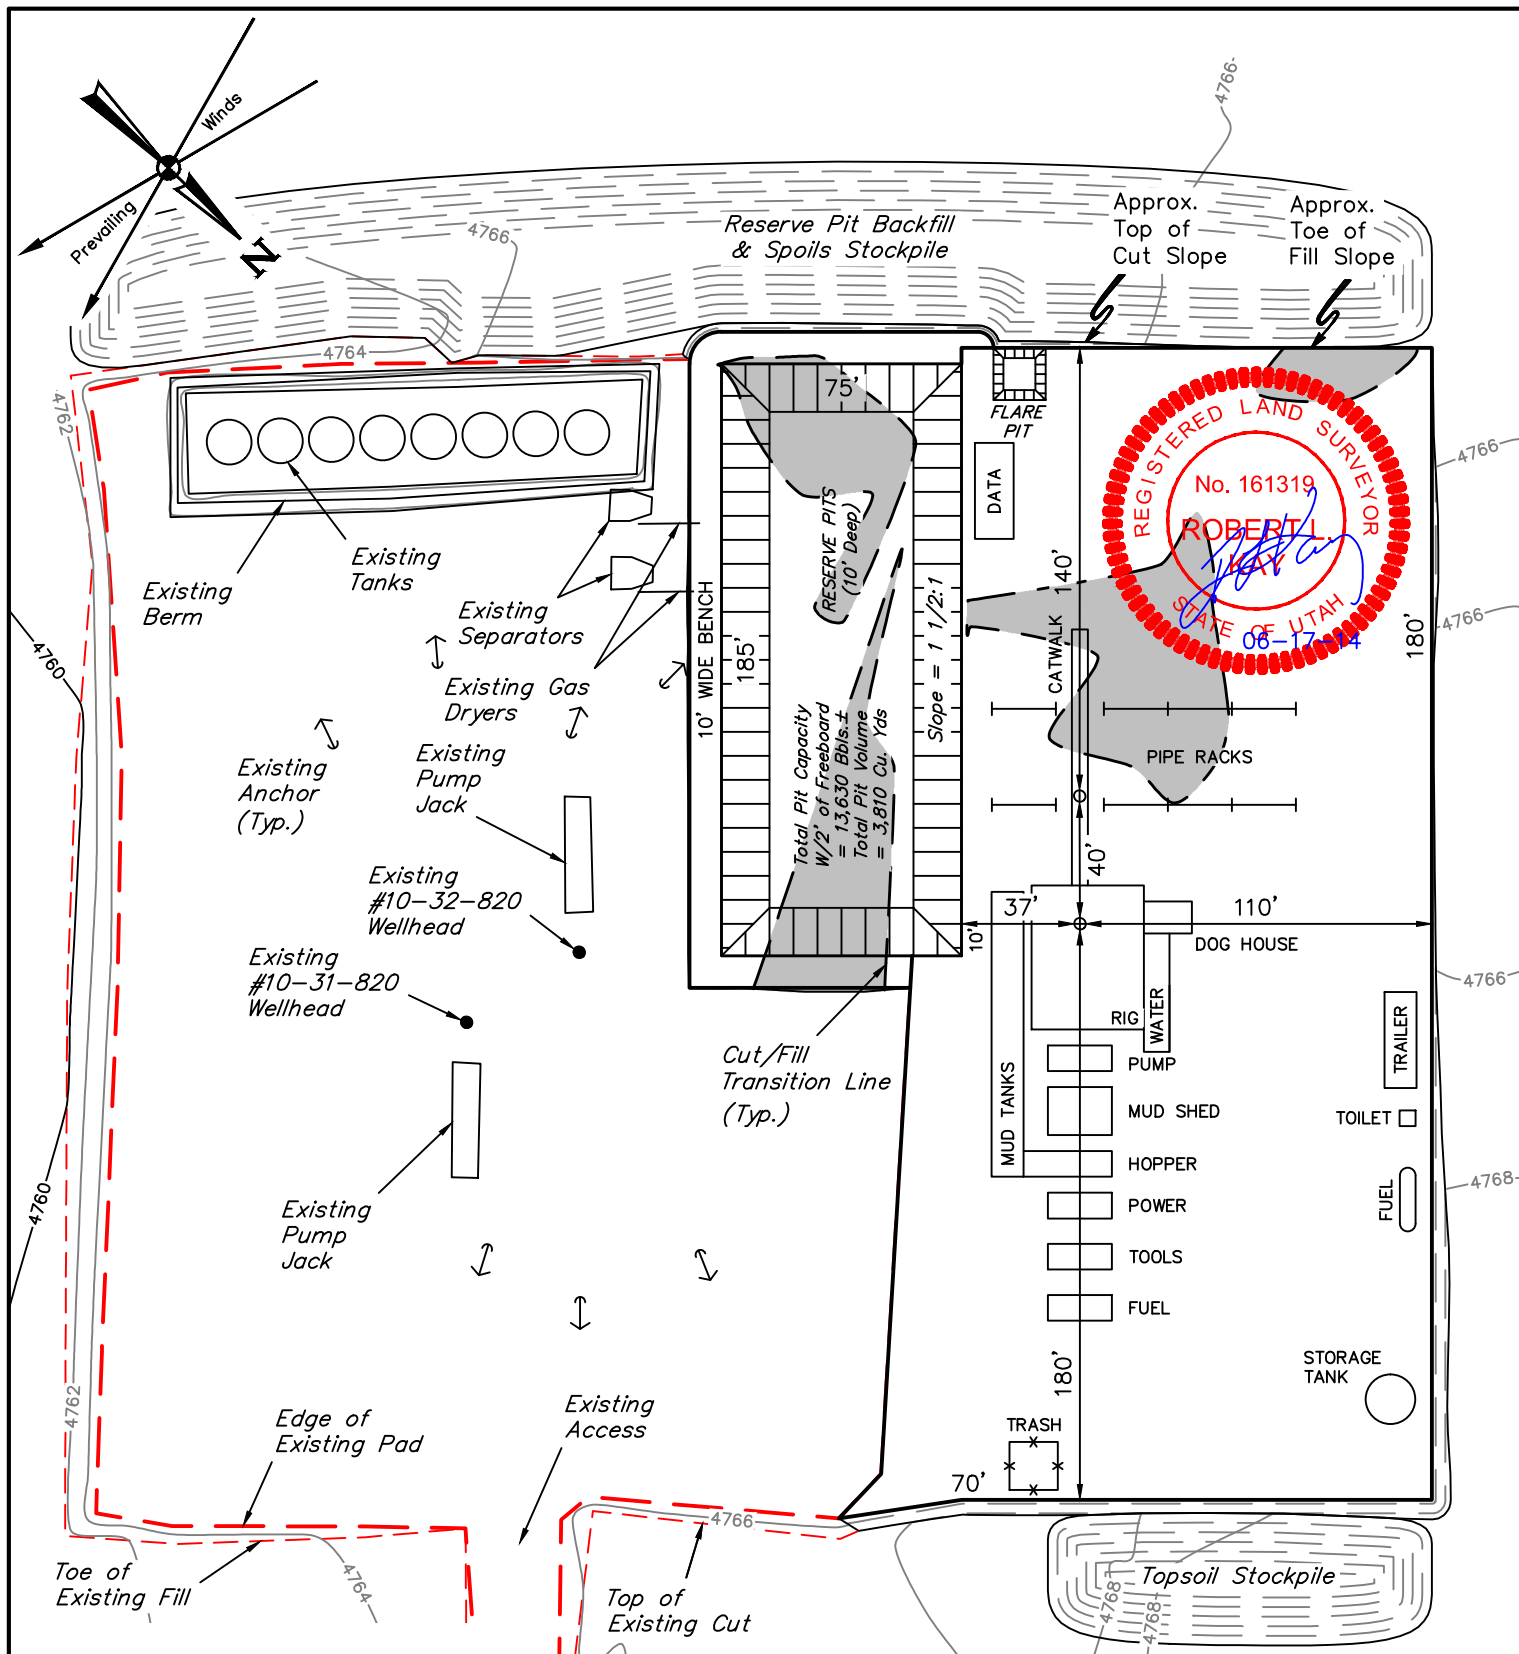 Winds
Prevailing
N
4766
4766
Reserve Pit Backfill
& Spoils Stockpile
Approx.
Top of
Cut Slope
Approx.
Toe of
Fill Slope
4764
4762
75'
FLARE
PIT
DATA
REGISTERED LAND SURVEYOR
No. 161319
ROBERT L.
KAY
STATE OF UTAH
06-17-14
4766
4766
180'
140'
Existing
Tanks
Existing
Berm
Existing
Separators
Existing Gas
Dryers
10' WIDE BENCH
185'
RESERVE PITS
(10' Deep)
Slope = 1 1/2:1
Total Pit Capacity
W/2' of Freeboard
= 13,630 Bbls.±
Total Pit Volume
= 3,810 Cu. Yds
CATWALK
PIPE RACKS
4760
Existing
Anchor
(Typ.)
Existing
Pump
Jack
Existing
#10-32-820
Wellhead
Existing
#10-31-820
Wellhead
40'
37'
110'
10'
DOG HOUSE
4766
RIG
WATER
TRAILER
PUMP
MUD TANKS
MUD SHED
TOILET
HOPPER
4768
POWER
FUEL
TOOLS
FUEL
Cut/Fill
Transition Line
(Typ.)
4760
Existing
Pump
Jack
STORAGE
TANK
180'
4762
Edge of
Existing Pad
Existing
Access
TRASH
70'
4766
Toe of
Existing Fill
4764
Top of
Existing Cut
Topsoil Stockpile
4768
4768